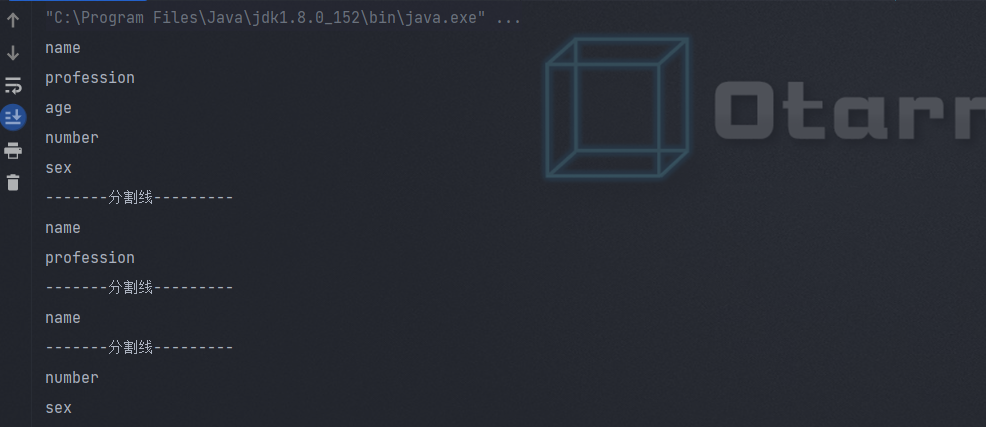 "C:\Program Files\Java\jdk1.8.0_152\bin\java.exe" ...
name
profession
age
number
sex
-------分割线---------
name
profession
-------分割线---------
name
-------分割线---------
number
sex
Otarr